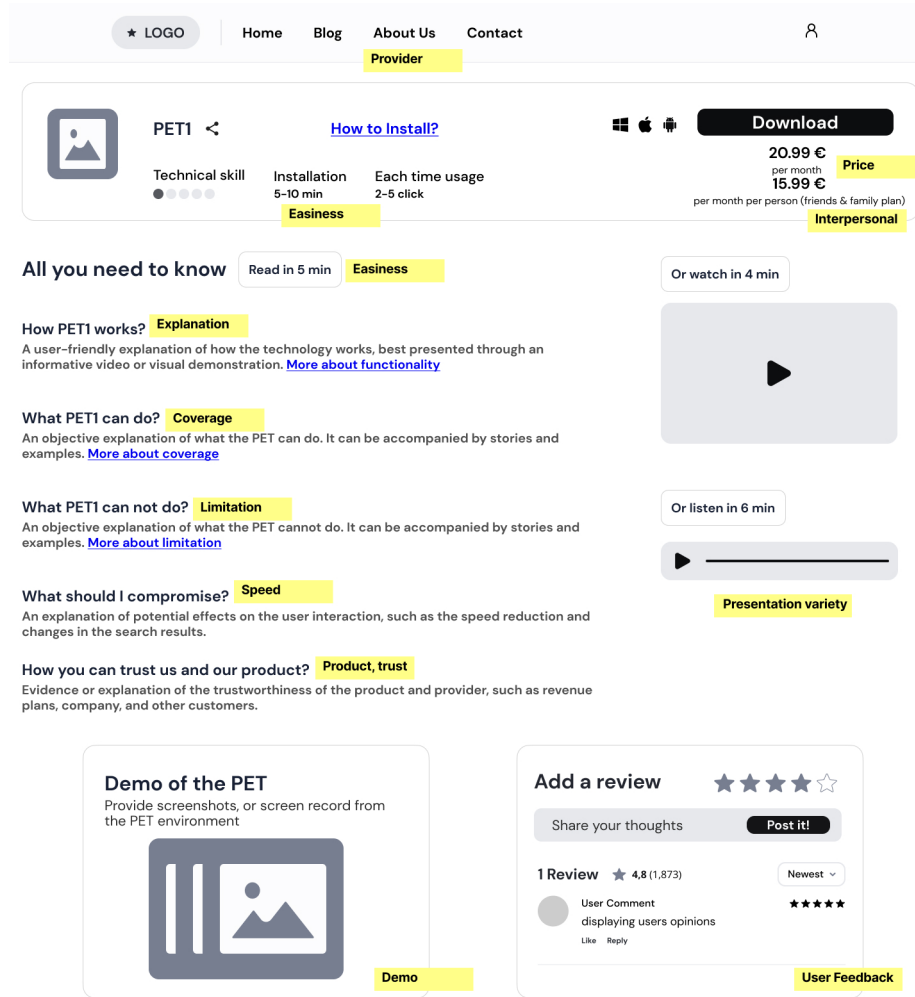 ★ LOGO
Home Blog About Us Contact
Provider
PET1
How to Install?
Download
Technical skill
Installation
5-10 min
Each time usage
2-5 click
Easiness
20.99 €
per month
Price
15.99 €
per month per person (friends & family plan)
Interpersonal
All you need to know
Read in 5 min
Easiness
Or watch in 4 min
How PET1 works?
Explanation
A user-friendly explanation of how the technology works, best presented through an
informative video or visual demonstration. More about functionality
What PET1 can do?
Coverage
An objective explanation of what the PET can do. It can be accompanied by stories and
examples. More about coverage
What PET1 can not do?
Limitation
An objective explanation of what the PET cannot do. It can be accompanied by stories and
examples. More about limitation
Or listen in 6 min
Presentation variety
What should I compromise?
Speed
An explanation of potential effects on the user interaction, such as the speed reduction and
changes in the search results.
How you can trust us and our product?
Product, trust
Evidence or explanation of the trustworthiness of the product and provider, such as revenue
plans, company, and other customers.
Demo of the PET
Provide screenshots, or screen record from
the PET environment
Demo
Add a review
Share your thoughts
Post it!
1 Review
4,8 (1,873)
Newest
User Comment
displaying users opinions
Like Reply
User Feedback